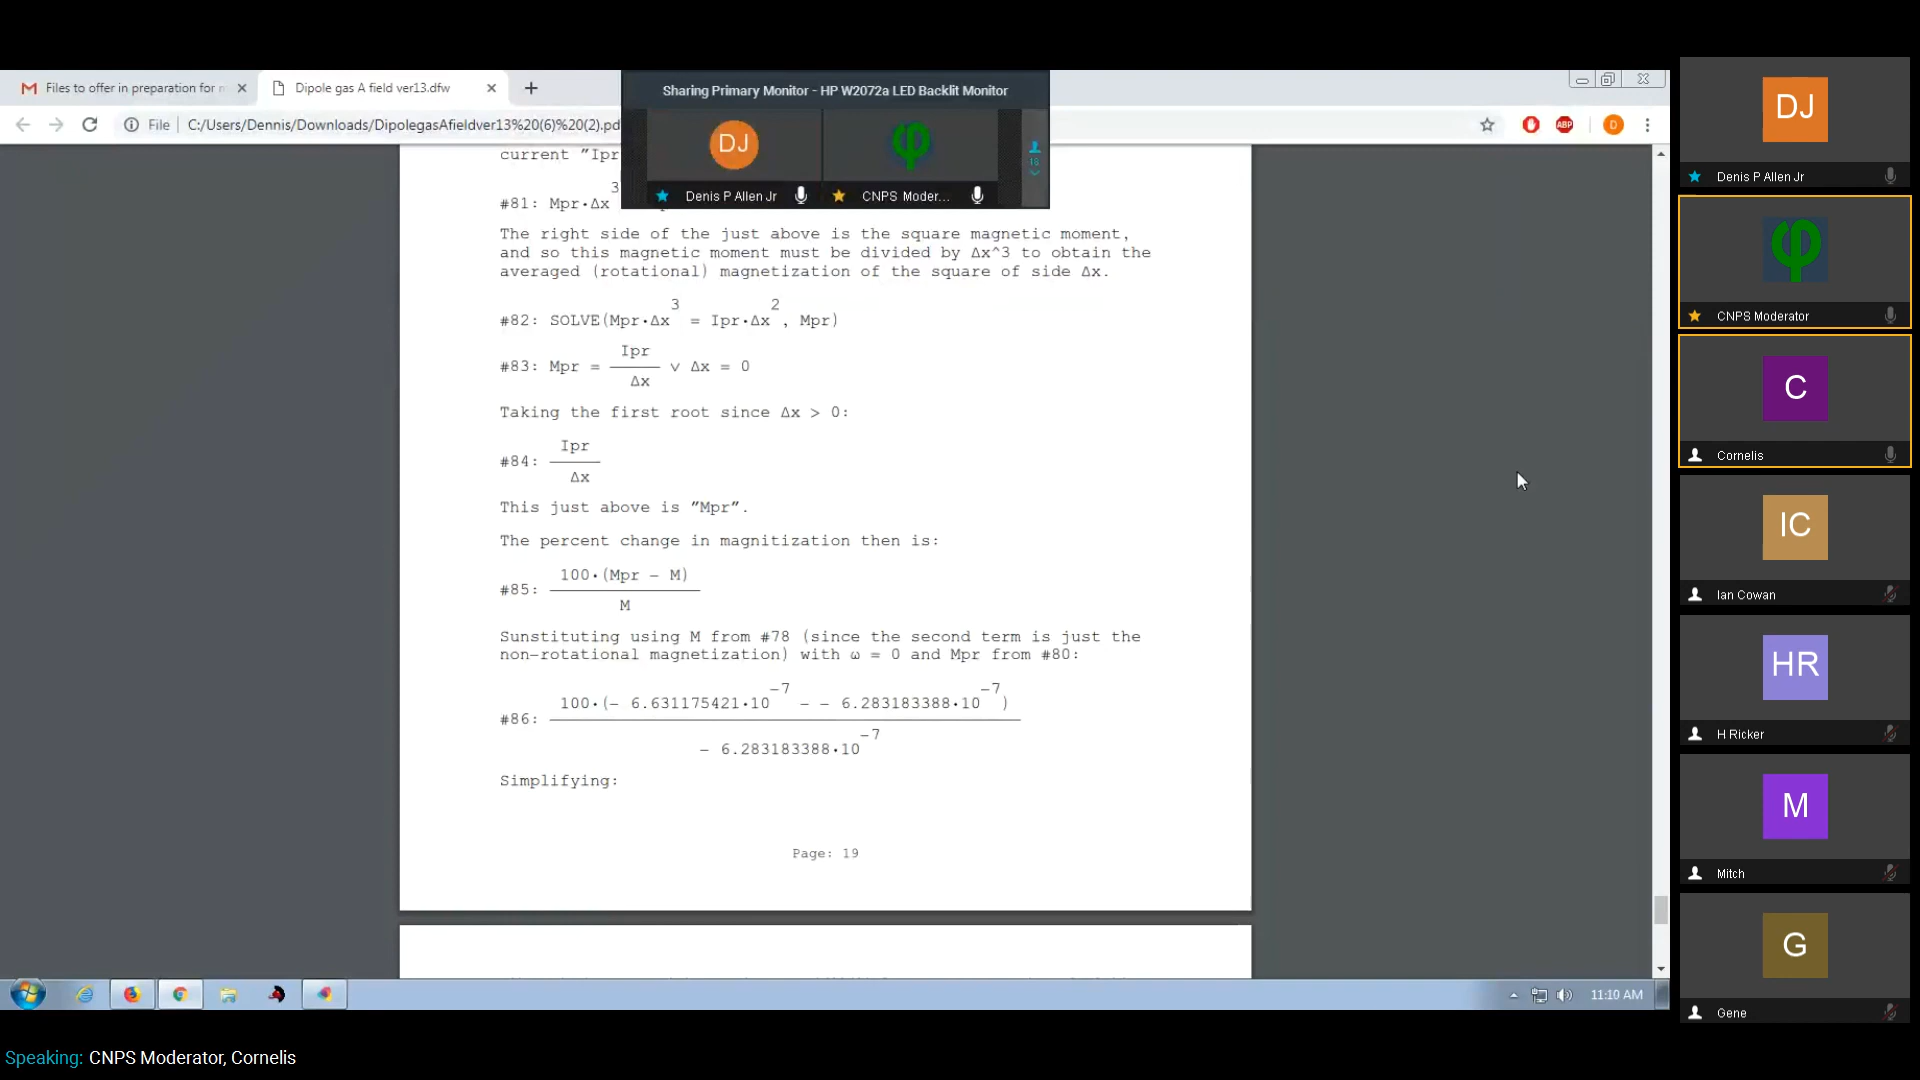 Files to offer in preparation for
Dipole gas A field ver13.dfw
File
C:/Users/Dennis/Downloads/DipolegasAfieldver13%20(6)%20(2).pd
ABP
D
Sharing Primary Monitor - HP W2072a LED Backlit Monitor
DJ
Denis P Allen Jr
CNPS Moder...
18
current "Ipr
3
#81: Mpr·Δx
The right side of the just above is the square magnetic moment,
and so this magnetic moment must be divided by Δx^3 to obtain the
averaged (rotational) magnetization of the square of side Δx.
3 2
#82: SOLVE(Mpr·Δx = Ipr·Δx , Mpr)
Ipr
#83: Mpr = ——— ∨ Δx = 0
Δx
Taking the first root since Δx > 0:
Ipr
#84: ———
Δx
This just above is "Mpr".
The percent change in magnitization then is:
100·(Mpr - M)
#85: ———
M
Sunstituting using M from #78 (since the second term is just the
non-rotational magnetization) with ω = 0 and Mpr from #80:
-7 -7
100·(- 6.631175421·10 - - 6.283183388·10 )
#86: ———
-7
- 6.283183388·10
Simplifying:
Page: 19
11:10 AM
DJ
Denis P Allen Jr
CNPS Moderator
C
Cornelis
IC
Ian Cowan
HR
H Ricker
M
Mitch
G
Gene
Speaking: CNPS Moderator, Cornelis